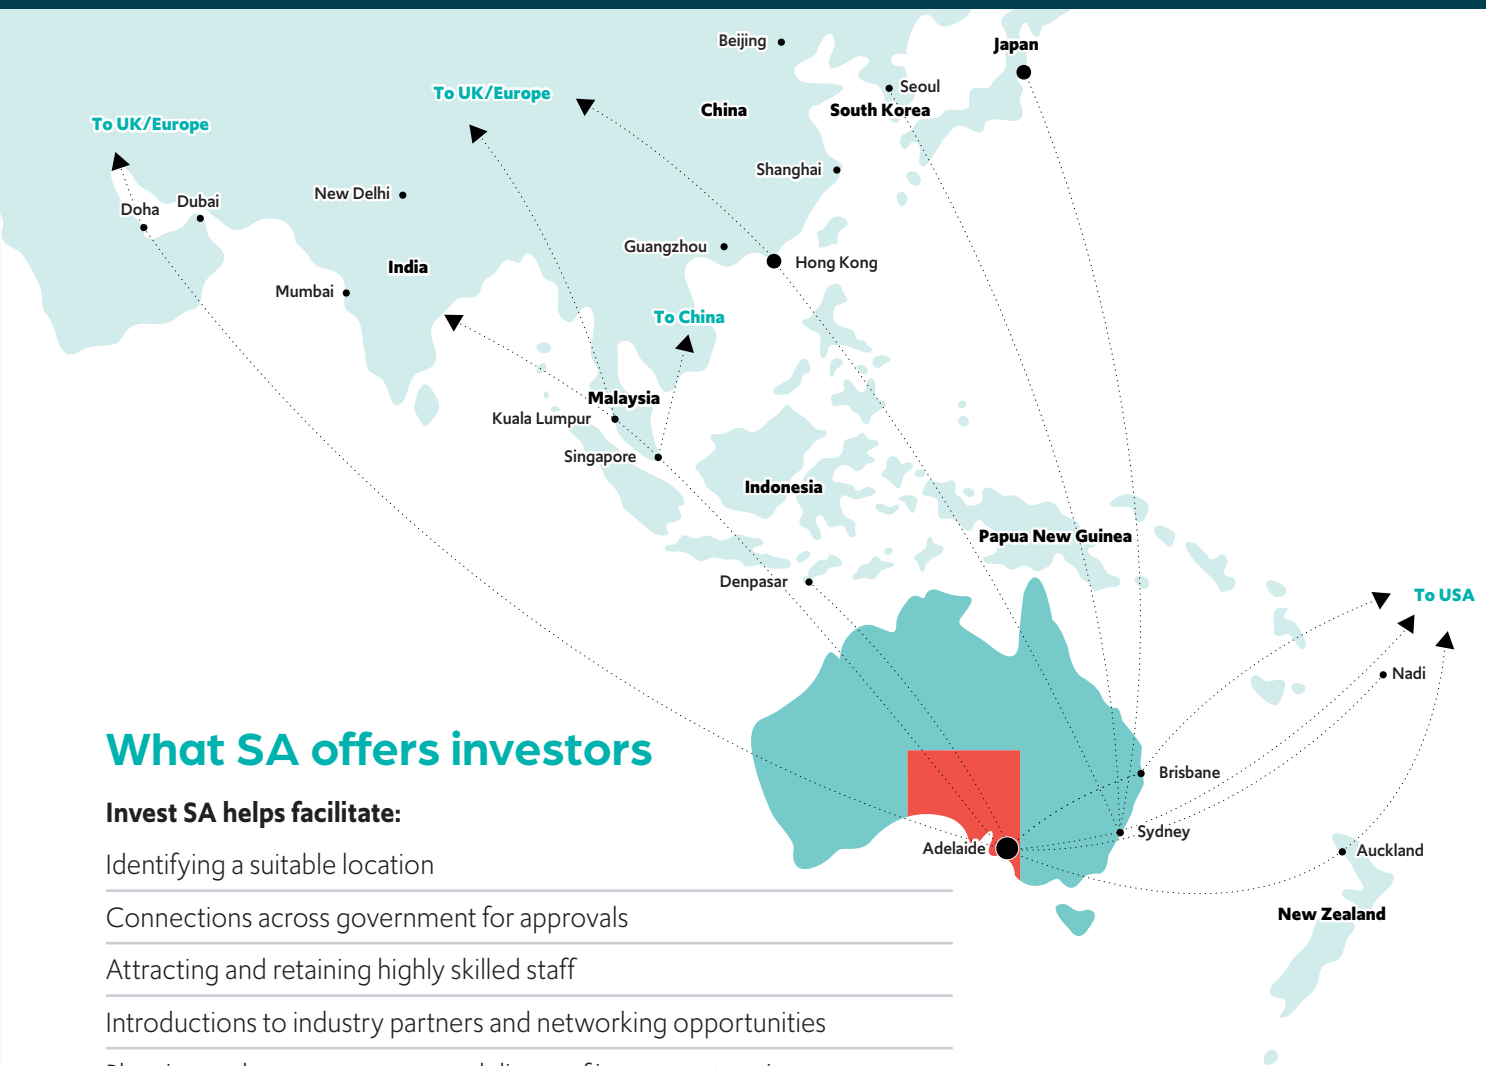 Beijing
Japan
Seoul
To UK/Europe
China
South Korea
To UK/Europe
Shanghai
New Delhi
Dubai
Doha
Guangzhou
Hong Kong
India
Mumbai
To China
Malaysia
Kuala Lumpur
Singapore
Indonesia
Papua New Guinea
Denpasar
To USA
Nadi
Brisbane
Sydney
Adelaide
Auckland
New Zealand
What SA offers investors
Invest SA helps facilitate:
Identifying a suitable location
Connections across government for approvals
Attracting and retaining highly skilled staff
Introductions to industry partners and networking opportunities